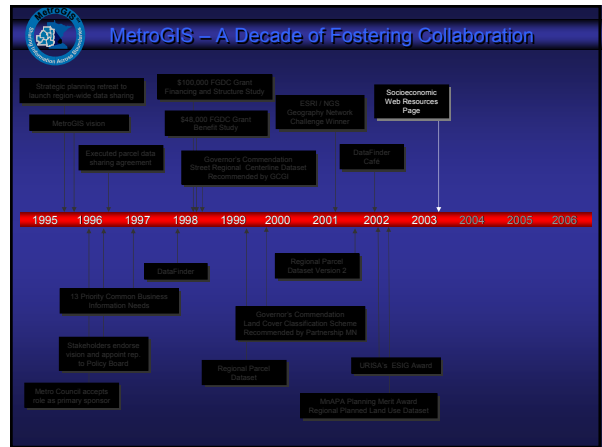 MetroGIS
Sharing Information Across Boundaries
MetroGIS – A Decade of Fostering Collaboration
Strategic planning retreat to
launch region-wide data sharing
$100,000 FGDC Grant
Financing and Structure Study
ESRI / NGS
Geography Network
Challenge Winner
Socioeconomic
Web Resources
Page
MetroGIS vision
$48,000 FGDC Grant
Benefit Study
Executed parcel data
sharing agreement
Governor's Commendation
Street Regional Centerline Dataset
Recommended by GCGI
DataFinder
Café
1995 1996 1997 1998 1999 2000 2001 2002 2003 2004 2005 2006
DataFinder
Regional Parcel
Dataset Version 2
13 Priority Common Business
Information Needs
Governor's Commendation
Land Cover Classification Scheme
Recommended by Partnership MN
Stakeholders endorse
vision and appoint rep.
to Policy Board
Regional Parcel
Dataset
URISA's ESIG Award
Metro Council accepts
role as primary sponsor
MnAPA Planning Merit Award
Regional Planned Land Use Dataset